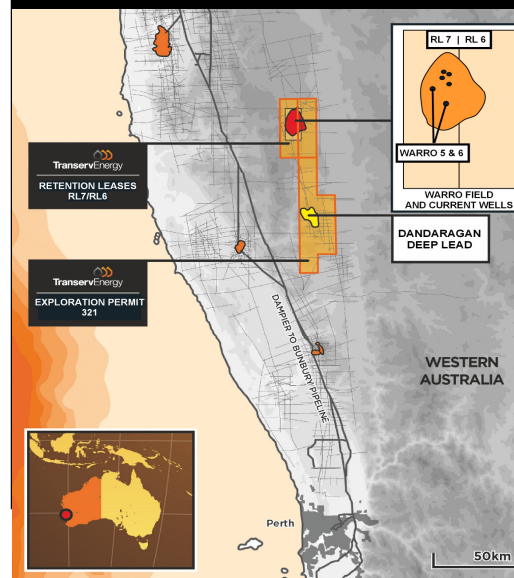 RL 7 | RL 6
WARRO 5 & 6
WARRO FIELD
AND CURRENT WELLS
TranservEnergy
RETENTION LEASES
RL7/RL6
DANDARAGAN
DEEP LEAD
TranservEnergy
EXPLORATION PERMIT
321
DAMPIER TO BUNBURY PIPELINE
WESTERN
AUSTRALIA
Perth
50km